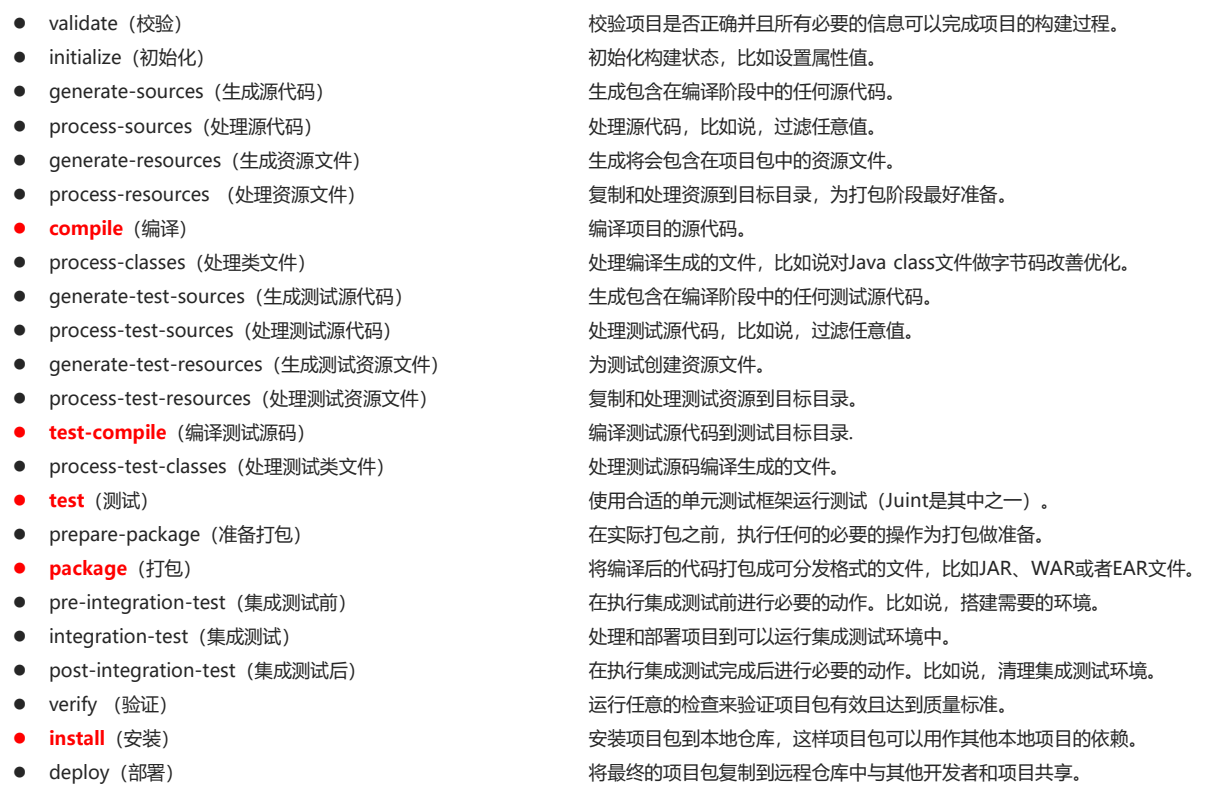 ● validate（校验） 校验项目是否正确并且所有必要的信息可以完成项目的构建过程。
● initialize（初始化） 初始化构建状态，比如设置属性值。
● generate-sources（生成源代码） 生成包含在编译阶段中的任何源代码。
● process-sources（处理源代码） 处理源代码，比如说，过滤任意值。
● generate-resources（生成资源文件） 生成将会包含在项目包中的资源文件。
● process-resources （处理资源文件） 复制和处理资源到目标目录，为打包阶段最好准备。
● compile（编译） 编译项目的源代码。
● process-classes（处理类文件） 处理编译生成的文件，比如说对Java class文件做字节码改善优化。
● generate-test-sources（生成测试源代码） 生成包含在编译阶段中的任何测试源代码。
● process-test-sources（处理测试源代码） 处理测试源代码，比如说，过滤任意值。
● generate-test-resources（生成测试资源文件） 为测试创建资源文件。
● process-test-resources（处理测试资源文件） 复制和处理测试资源到目标目录。
● test-compile（编译测试源码） 编译测试源代码到测试目标目录.
● process-test-classes（处理测试类文件） 处理测试源码编译生成的文件。
● test（测试） 使用合适的单元测试框架运行测试（Juint是其中之一）。
● prepare-package（准备打包） 在实际打包之前，执行任何的必要的操作为打包做准备。
● package（打包） 将编译后的代码打包成可分发格式的文件，比如JAR、WAR或者EAR文件。
● pre-integration-test（集成测试前） 在执行集成测试前进行必要的动作。比如说，搭建需要的环境。
● integration-test（集成测试） 处理和部署项目到可以运行集成测试环境中。
● post-integration-test（集成测试后） 在执行集成测试完成后进行必要的动作。比如说，清理集成测试环境。
● verify （验证） 运行任意的检查来验证项目包有效且达到质量标准。
● install（安装） 安装项目包到本地仓库，这样项目包可以用作其他本地项目的依赖。
● deploy（部署） 将最终的项目包复制到远程仓库中与其他开发者和项目共享。